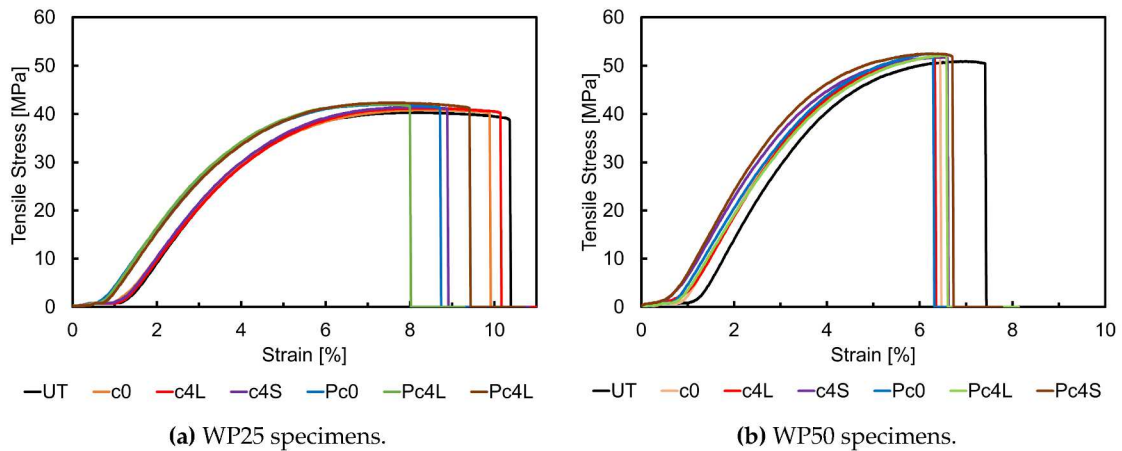 60
50
40
30
20
10
0
Tensile Stress [MPa]
0 2 4 6 8 10
Strain [%]
UT c0 c4L c4S Pc0 Pc4L Pc4L
(a) WP25 specimens.
60
50
40
30
20
10
0
Tensile Stress [MPa]
0 2 4 6 8 10
Strain [%]
UT c0 c4L c4S Pc0 Pc4L Pc4S
(b) WP50 specimens.